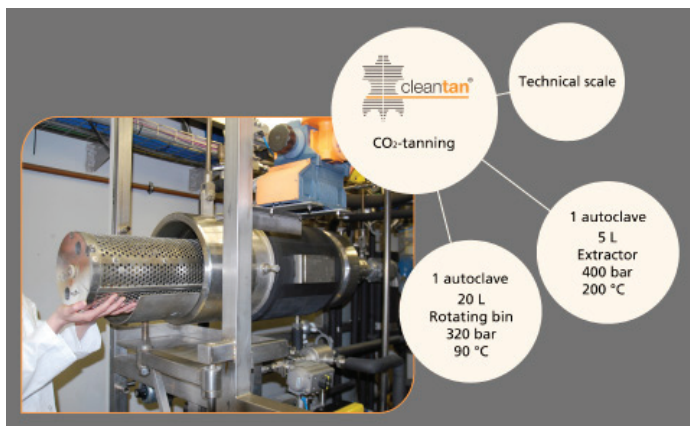 cleantan®
CO₂-tanning
Technical scale
1 autoclave
5 L
Extractor
400 bar
200 °C
1 autoclave
20 L
Rotating bin
320 bar
90 °C